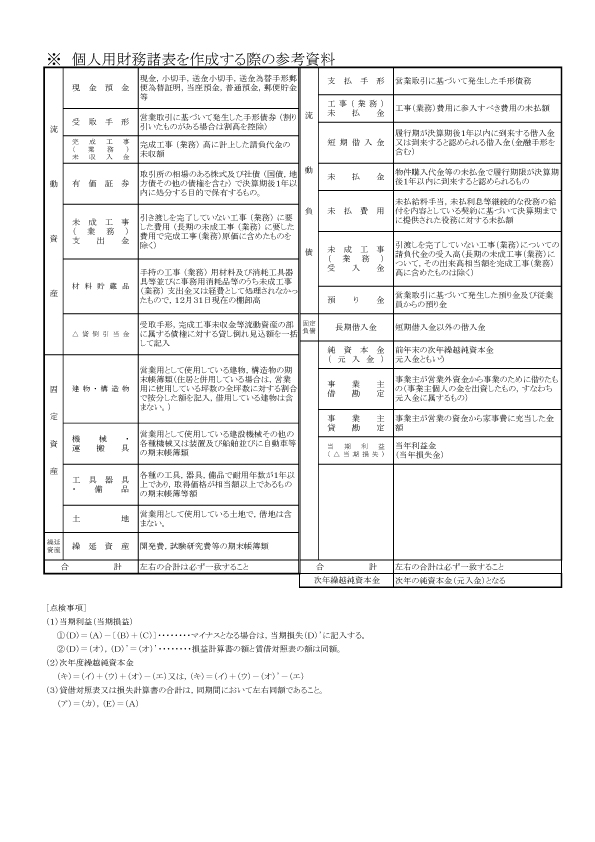 ※　個人用財務諸表を作成する際の参考資料
流動資産
現金預金
現金，小切手，送金小切手，送金為替手形郵
便為替証明，当座預金，普通預金，郵便貯金
等
受取手形
営業取引に基づいて発生した手形債券（割り
引いたものがある場合は割高を控除）
完成工事
（業務）
未収入金
完成工事（業務）高に計上した請負代金の
未収額
有価証券
取引所の相場のある株式及び社債（国債，地
方債その他の債権を含む）で決算期後1年以
内に処分する目的で保有するもの。
未成工事
（業務）
支出金
引き渡しを完了していない工事（業務）に要
した費用（長期の未成工事（業務）に要した
費用で完成工事（業務）原価に含めたものを
除く）
材料貯蔵品
手持の工事（業務）用材料及び消耗工具器
具等並びに事務用消耗品等のうち未成工事
（業務）支出金又は経費として処理されなかっ
たもので，12月31日現在の棚卸高
△貸倒引当金
受取手形，完成工事未収金等流動資産の部
に属する債権に対する貸し倒れ見込額を一括
して記入
固定資産
建物・構造物
営業用として使用している建物，構造物の期
末帳簿類（住居と併用している場合は，営業
用に使用している坪数の全坪数に対する割合
で按分した額を記入，借用している建物は含
まない。）
機械・
運搬具
営業用として使用している建設機械その他の
各種機械又は装置及び船舶並びに自動車等
の期末帳簿類
工具器具
・備品
各種の工具，器具，備品で耐用年数が1年以
上であり，取得価格が相当額以上であるもの
の期末帳簿等額
土地
営業用として使用している土地で，借地は含
まない。
繰延
資産
繰延資産
開発費，試験研究費等の期末帳簿類
合計
左右の合計は必ず一致すること
流動負債
支払手形
営業取引に基づいて発生した手形債務
工事（業務）
未払金
工事（業務）費用に参入すべき費用の未払額
短期借入金
履行期が決算期後1年以内に到来する借入金
又は到来すると認められる借入金（金融手形を
含む）
未払金
物件購入代金等の未払金で履行期限が決算期
後1年以内に到来すると認められるもの
未払費用
未払給料手当，未払利息等継続的な役務の給
付を内容としている契約に基づいて決算期まで
に提供された役務に対する未払額
未成工事
（業務）
受入金
引渡しを完了していない工事（業務）についての
請負代金の受入高（長期の未成工事（業務）に
ついて，その出来高相当額を完成工事（業務）
高に含めたものは除く）
預り金
営業取引に基づいて発生した預り金及び従業
員からの預り金
固定
負債
長期借入金
短期借入金以外の借入金
純資本金
（元入金）
前年末の次年繰越純資本金
元入金ともいう
事業主
借勘定
事業主が営業外資金から事業のために借りたも
の（事業主個人の金を出資したもの，すなわち
元入金に属するもの）
事業主
貸勘定
事業主が営業の資金から家事費に充当した金
額
当期利益
（△当期損失）
当年利益金
（当年損失金）
合計
左右の合計は必ず一致すること
次年繰越純資本金
次年の純資本金（元入金）となる
［点検事項］
（1）当期利益（当期損益）
①（D）＝（A）－［（B）＋（C）］・・・・・・・・マイナスとなる場合は，当期損失（D）'に記入する。
②（D）＝（オ），（D）'＝（オ）'・・・・・・・・損益計算書の額と賃借対照表の額は同額。
（2）次年度繰越純資本金
（キ）＝（イ）＋（ウ）＋（オ）－（エ）又は，（キ）＝（イ）＋（ウ）－（オ）'－（エ）
（3）貸借対照表又は損失計算書の合計は，同期間において左右同額であること。
（ア）＝（カ），（E）＝（A）